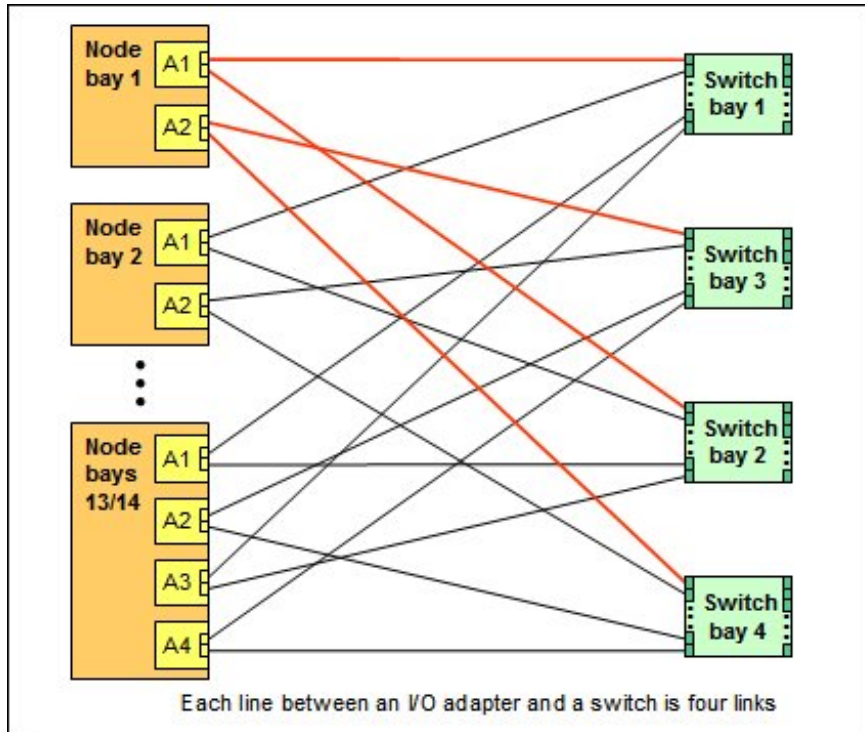 Node
bay 1
A1
A2
Switch
bay 1
Node
bay 2
A1
A2
Switch
bay 3
Node
bays
13/14
A1
A2
A3
A4
Switch
bay 2
Switch
bay 4
Each line between an I/O adapter and a switch is four links